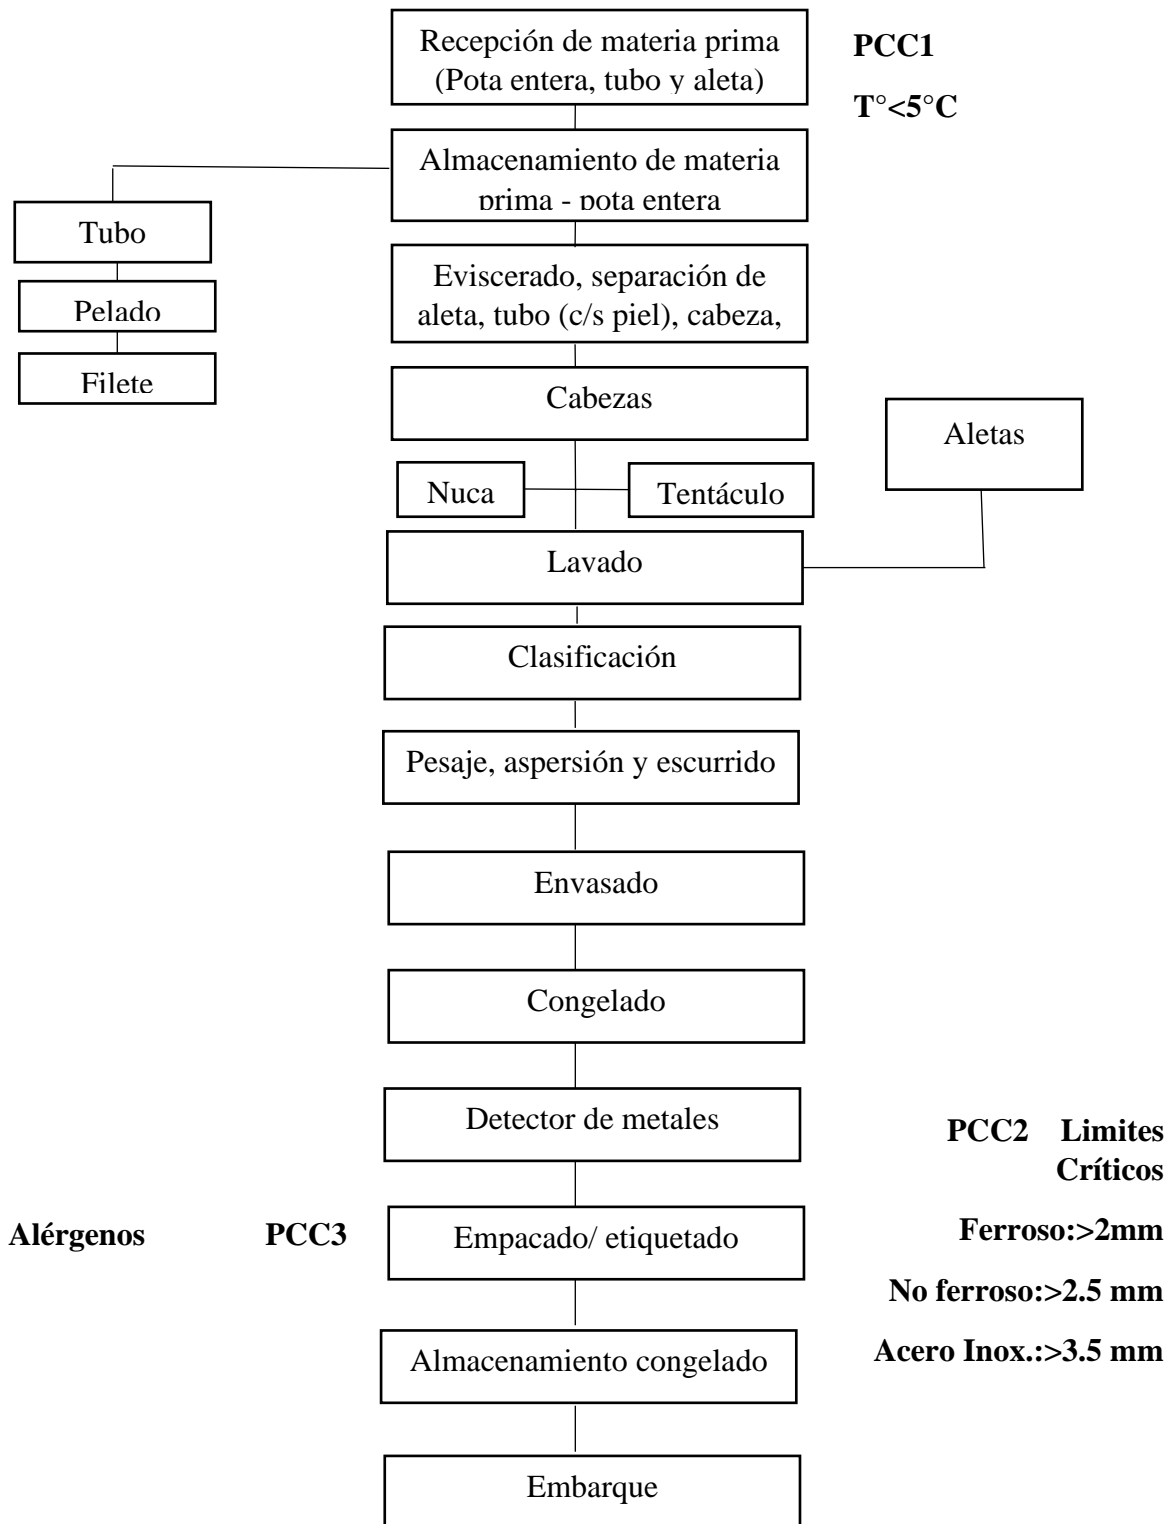 Recepción de materia prima
(Pota entera, tubo y aleta)
PCC1
T°<5°C
Almacenamiento de materia
prima - pota entera
Tubo
Pelado
Filete
Eviscerado, separación de
aleta, tubo (c/s piel), cabeza,
Cabezas
Aletas
Nuca
Tentáculo
Lavado
Clasificación
Pesaje, aspersión y escurrido
Envasado
Congelado
Detector de metales
PCC2 Limites
Críticos
Alérgenos PCC3
Empacado/ etiquetado
Ferroso:>2mm
No ferroso:>2.5 mm
Almacenamiento congelado
Acero Inox.:>3.5 mm
Embarque